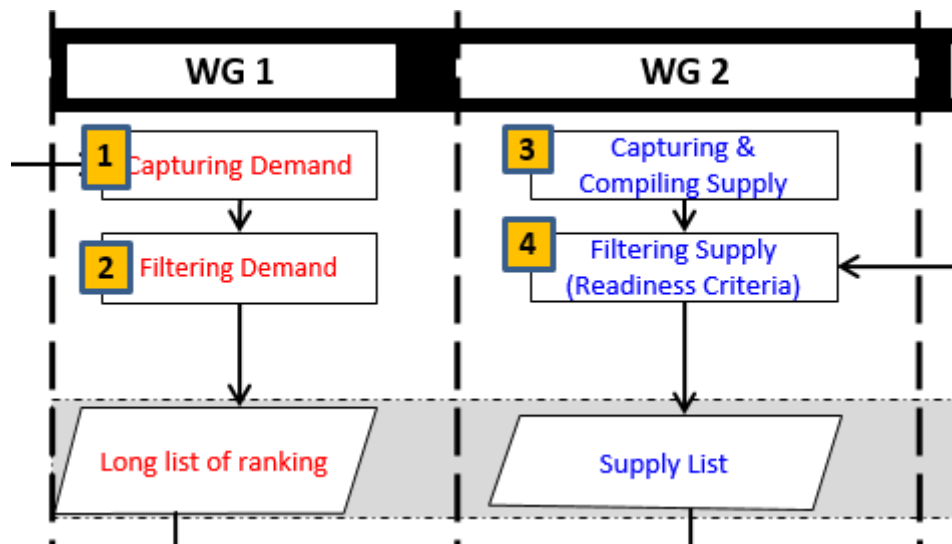 WG 1
WG 2
1
Capturing Demand
3
Capturing &
Compiling Supply
2
Filtering Demand
4
Filtering Supply
(Readiness Criteria)
Long list of ranking
Supply List